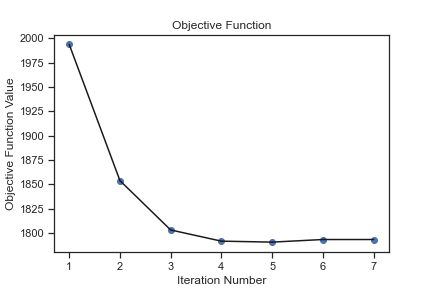 Objective Function
2000
1975
1950
1925
1900
1875
1850
1825
1800
Objective Function Value
1 2 3 4 5 6 7
Iteration Number